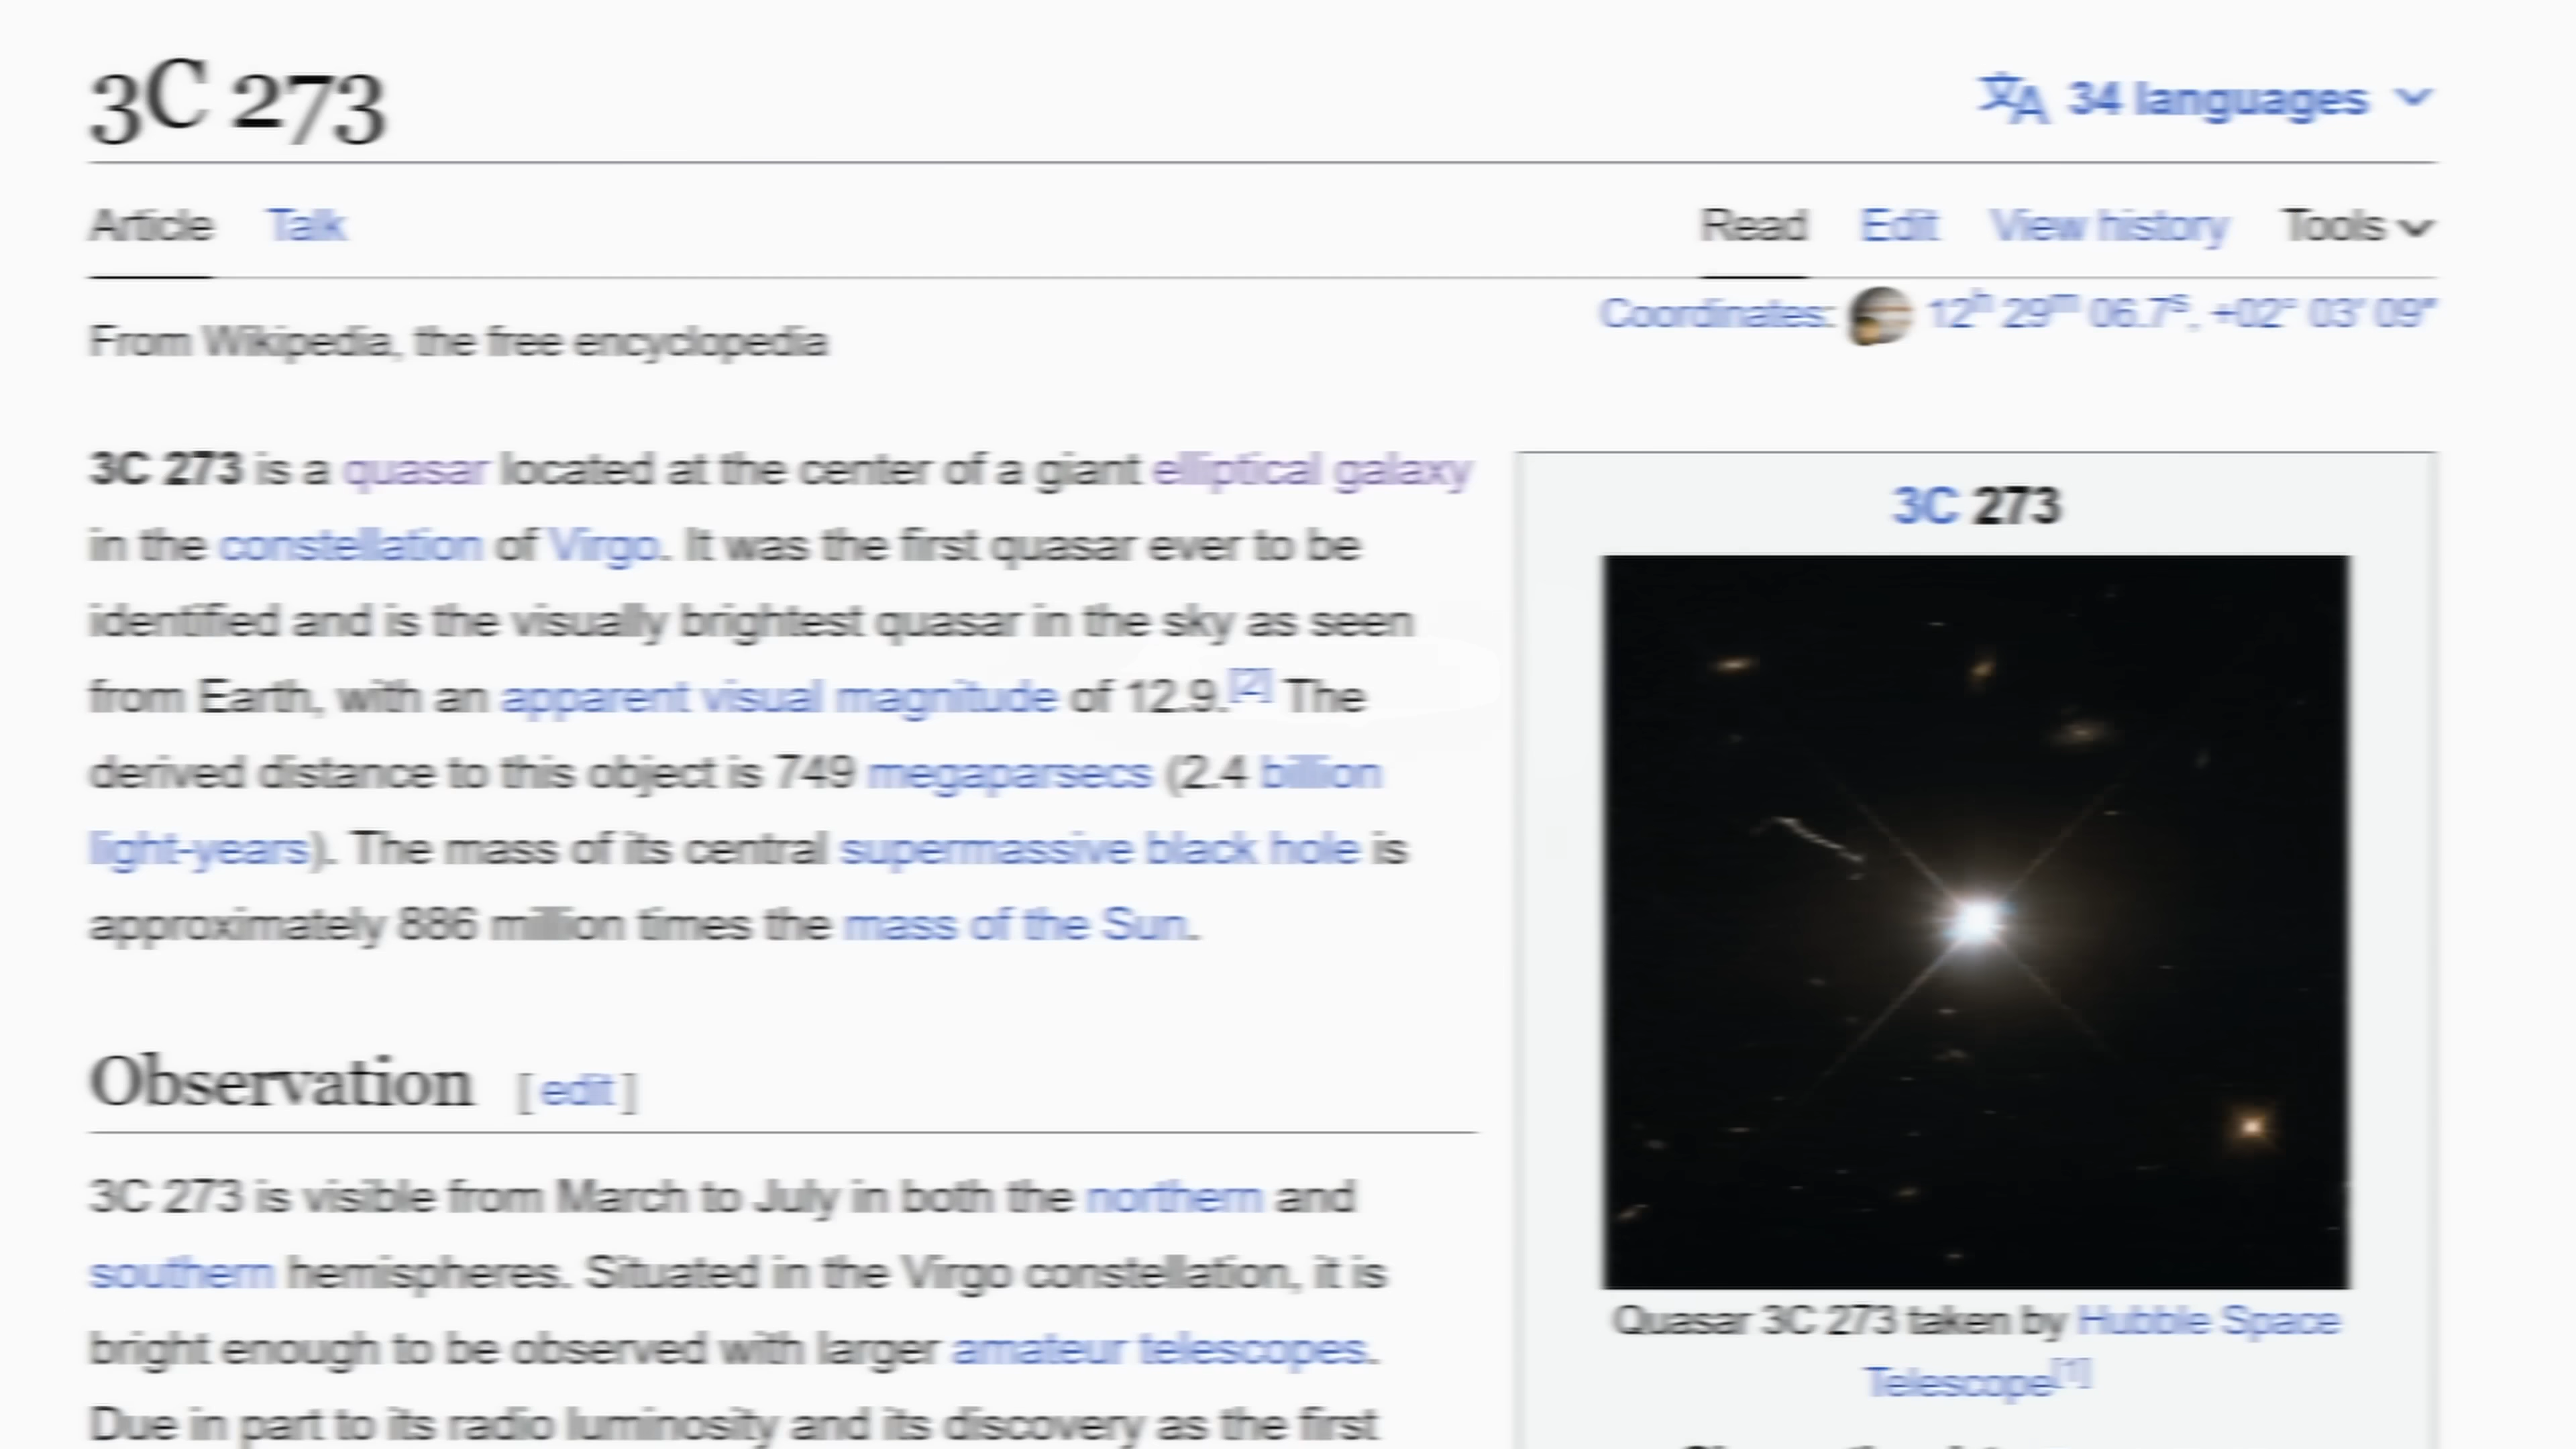 3C 273
34 languages
Article Talk
Read Edit View history Tools
Coordinates: 12h 29m 06.7s, +02° 03′ 09″
From Wikipedia, the free encyclopedia
3C 273 is a quasar located at the center of a giant elliptical galaxy
in the constellation of Virgo. It was the first quasar ever to be
identified and is the visually brightest quasar in the sky as seen
from Earth, with an apparent visual magnitude of 12.9.[2] The
derived distance to this object is 749 megaparsecs (2.4 billion
light-years). The mass of its central supermassive black hole is
approximately 886 million times the mass of the Sun.
Observation [ edit ]
3C 273 is visible from March to July in both the northern and
southern hemispheres. Situated in the Virgo constellation, it is
bright enough to be observed with larger amateur telescopes.
Due in part to its radio luminosity and its discovery as the first
3C 273
Quasar 3C 273 taken by Hubble Space
Telescope[1]